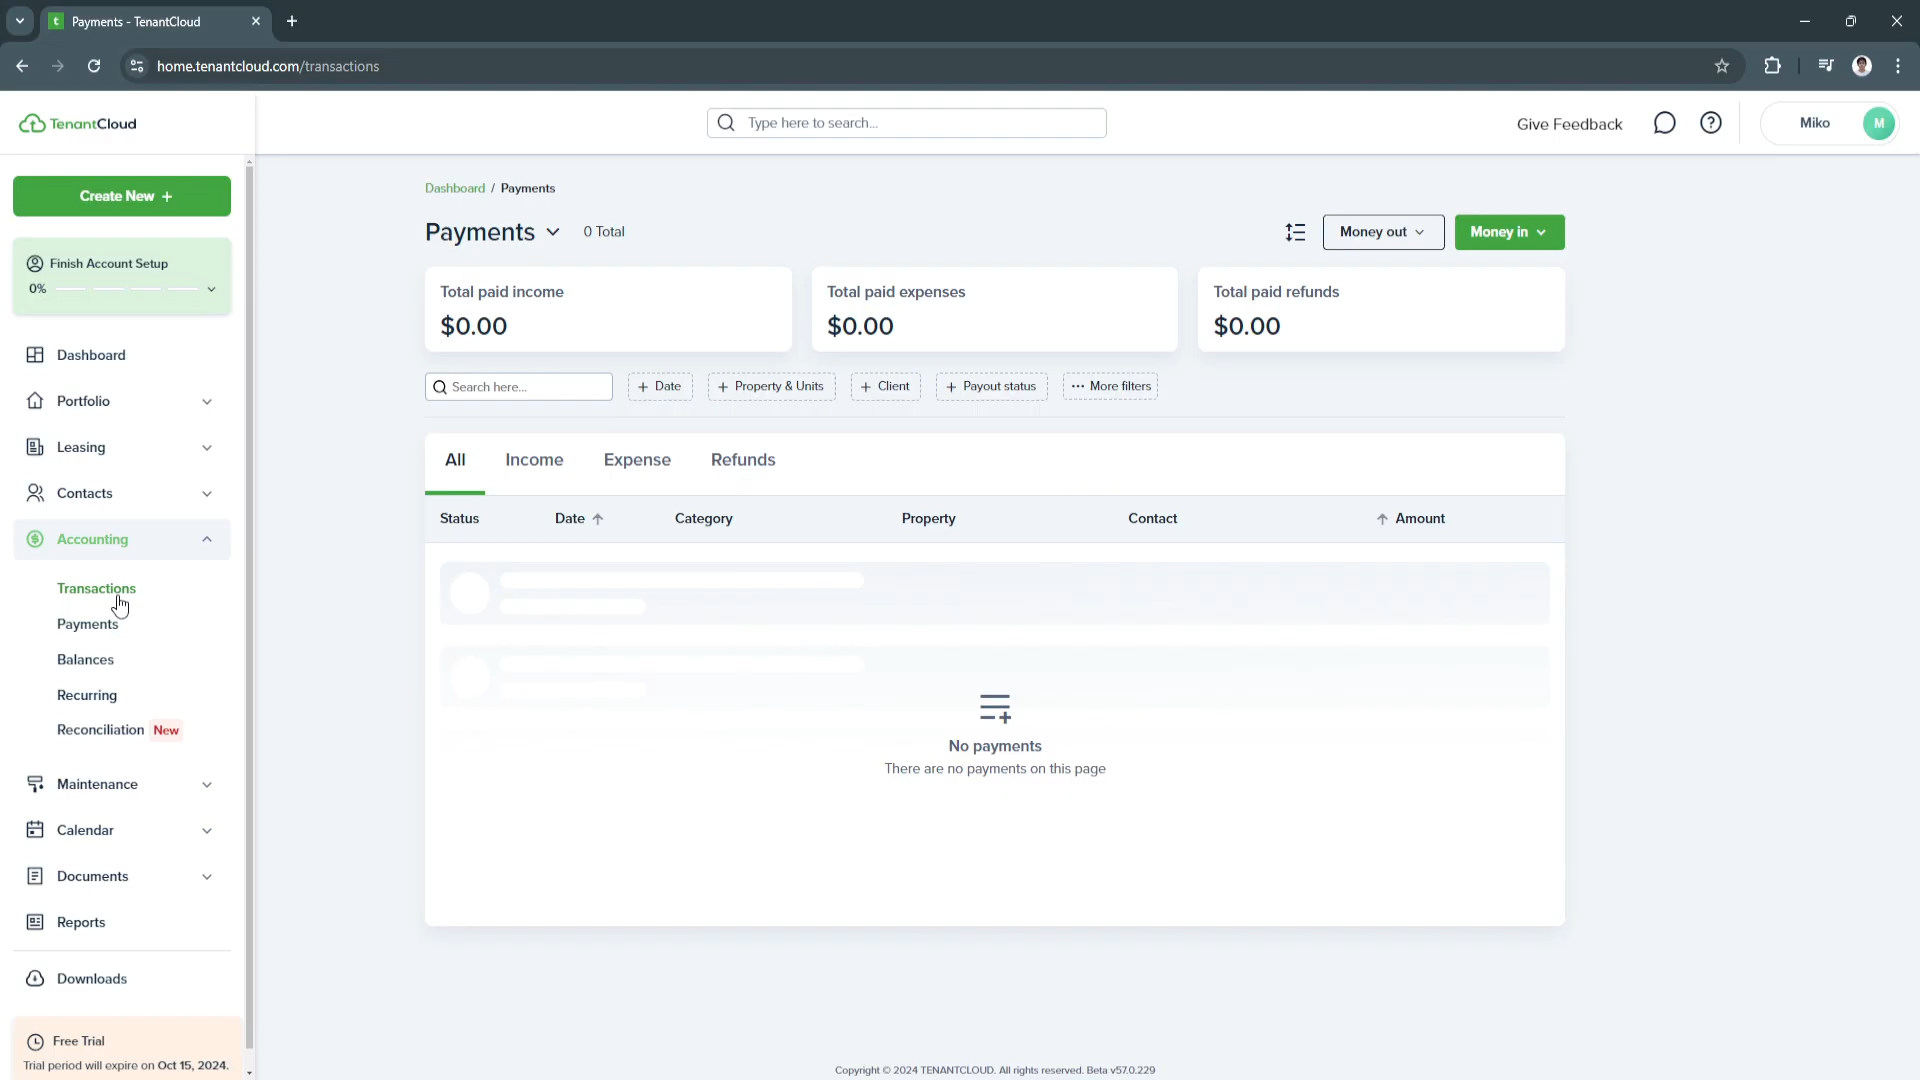 Payments - TenantCloud
home.tenantcloud.com/transactions
TenantCloud
Type here to search...
Give Feedback
Miko
M
Create New +
Finish Account Setup
0%
Dashboard
Portfolio
Leasing
Contacts
Accounting
Transactions
Payments
Balances
Recurring
Reconciliation New
Maintenance
Calendar
Documents
Reports
Downloads
Free Trial
Trial period will expire on Oct 15, 2024.
Dashboard / Payments
Payments 0 Total
Money out
Money in
Total paid income
$0.00
Total paid expenses
$0.00
Total paid refunds
$0.00
Search here...
+ Date
+ Property & Units
+ Client
+ Payout status
··· More filters
All Income Expense Refunds
Status Date Category Property Contact Amount
No payments
There are no payments on this page
Copyright © 2024 TENANTCLOUD. All rights reserved. Beta v57.0.229